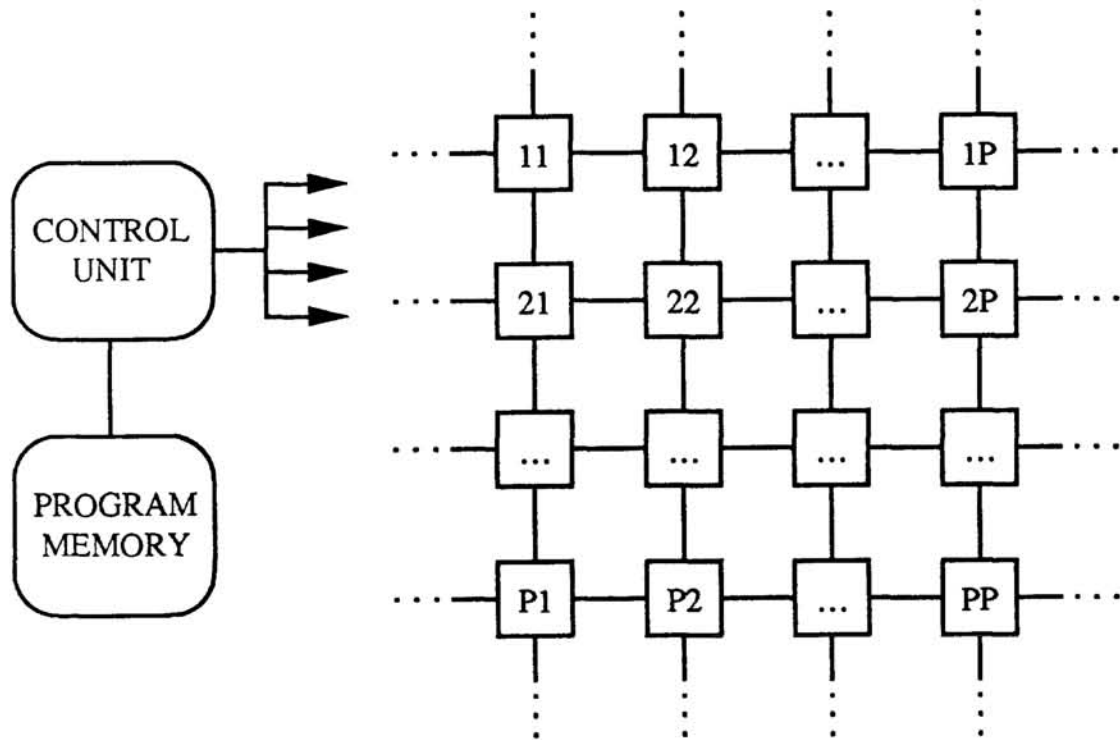 11 12 ... 1P
CONTROL
UNIT
21 22 ... 2P
... ... ... ...
PROGRAM
MEMORY
P1 P2 ... PP